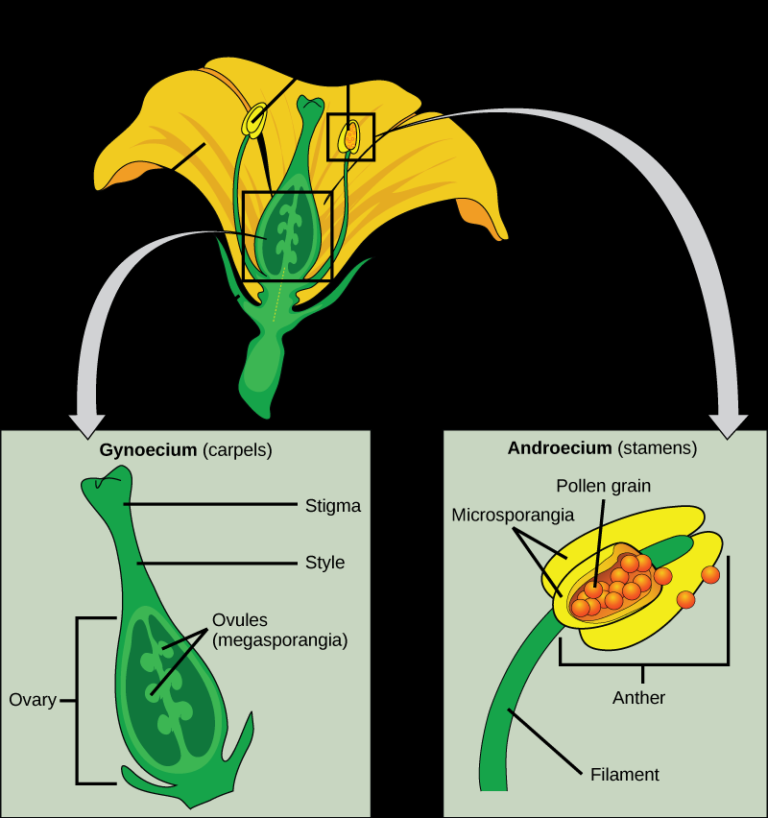 Gynoecium (carpels)
Stigma
Style
Ovules
(megasporangia)
Ovary
Androecium (stamens)
Pollen grain
Microsporangia
Anther
Filament